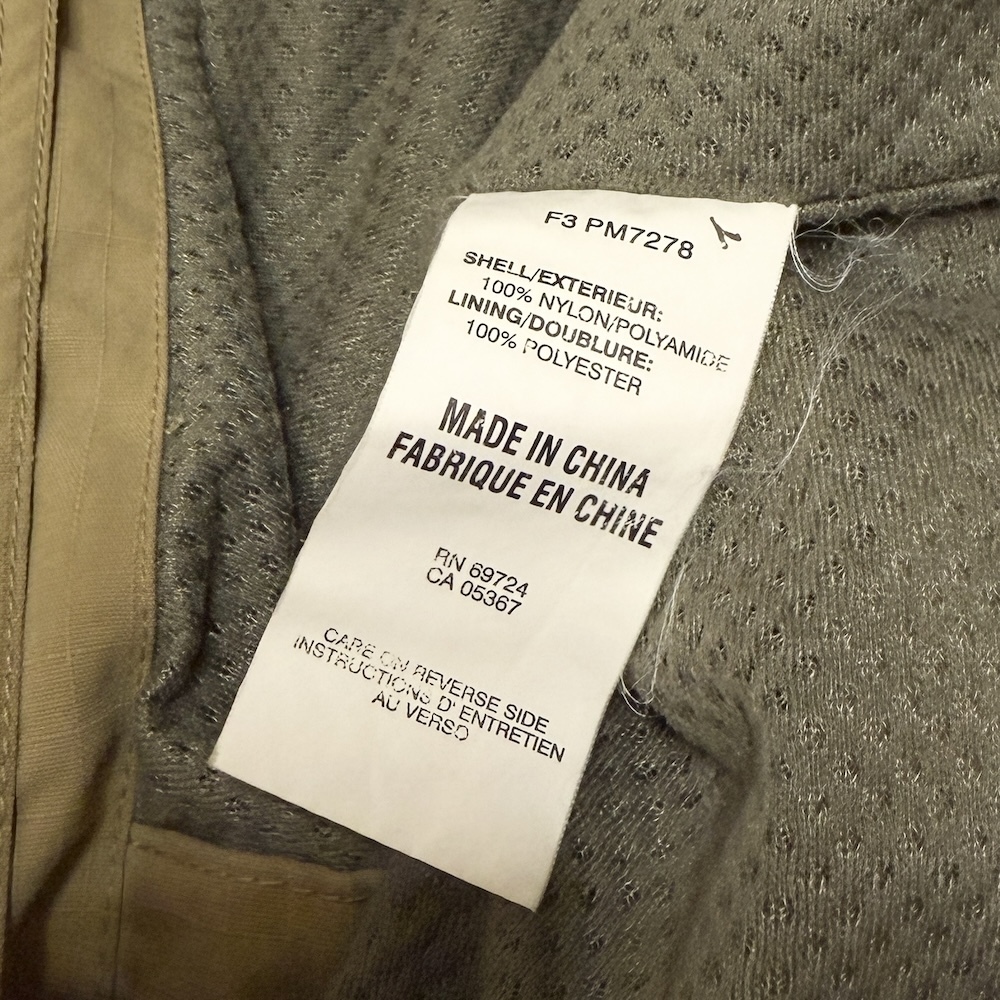 F3 PM7278
SHELL/EXTERIEUR:
100% NYLON/POLYAMIDE
LINING/DOUBLURE:
100% POLYESTER
MADE IN CHINA
FABRIQUE EN CHINE
RN 69724
CA 05367
CARE ON REVERSE SIDE
INSTRUCTIONS D' ENTRETIEN
AU VERSO